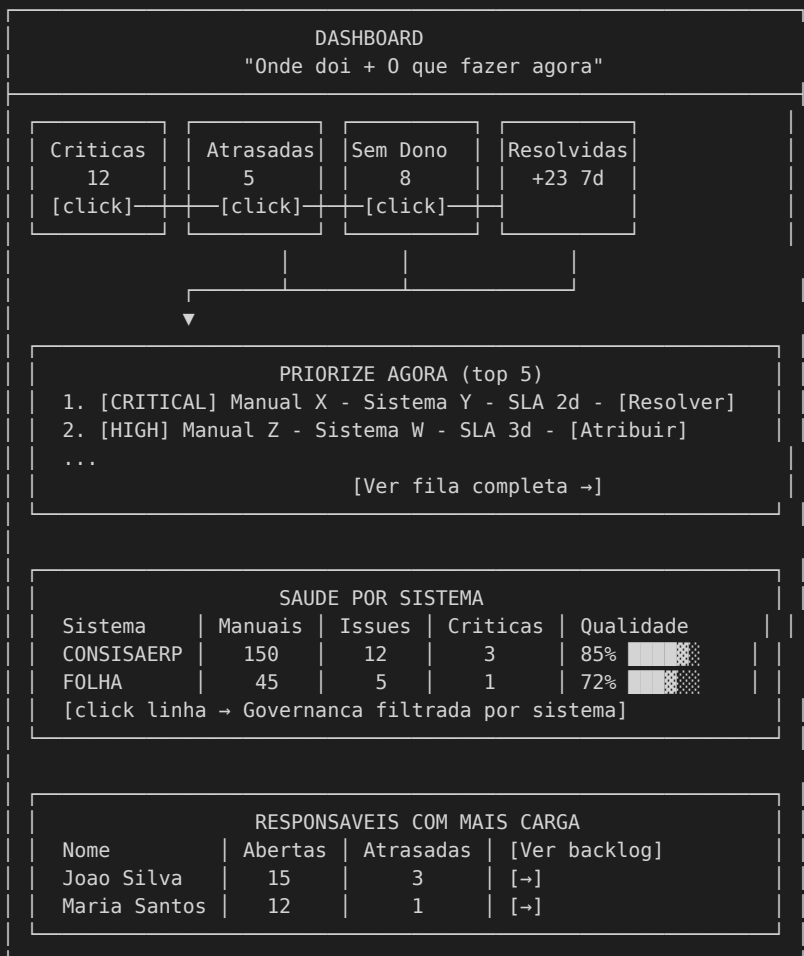 DASHBOARD
"Onde doi + O que fazer agora"
Criticas Atrasadas Sem Dono Resolvidas
12 5 8 +23 7d
[click] [click] [click]
PRIORIZE AGORA (top 5)
1. [CRITICAL] Manual X - Sistema Y - SLA 2d - [Resolver]
2. [HIGH] Manual Z - Sistema W - SLA 3d - [Atribuir]
...
[Ver fila completa →]
SAUDE POR SISTEMA
Sistema Manuais Issues Criticas Qualidade
CONSISAERP 150 12 3 85%
FOLHA 45 5 1 72%
[click linha → Governanca filtrada por sistema]
RESPONSAVEIS COM MAIS CARGA
Nome Abertas Atrasadas [Ver backlog]
Joao Silva 15 3 [→]
Maria Santos 12 1 [→]